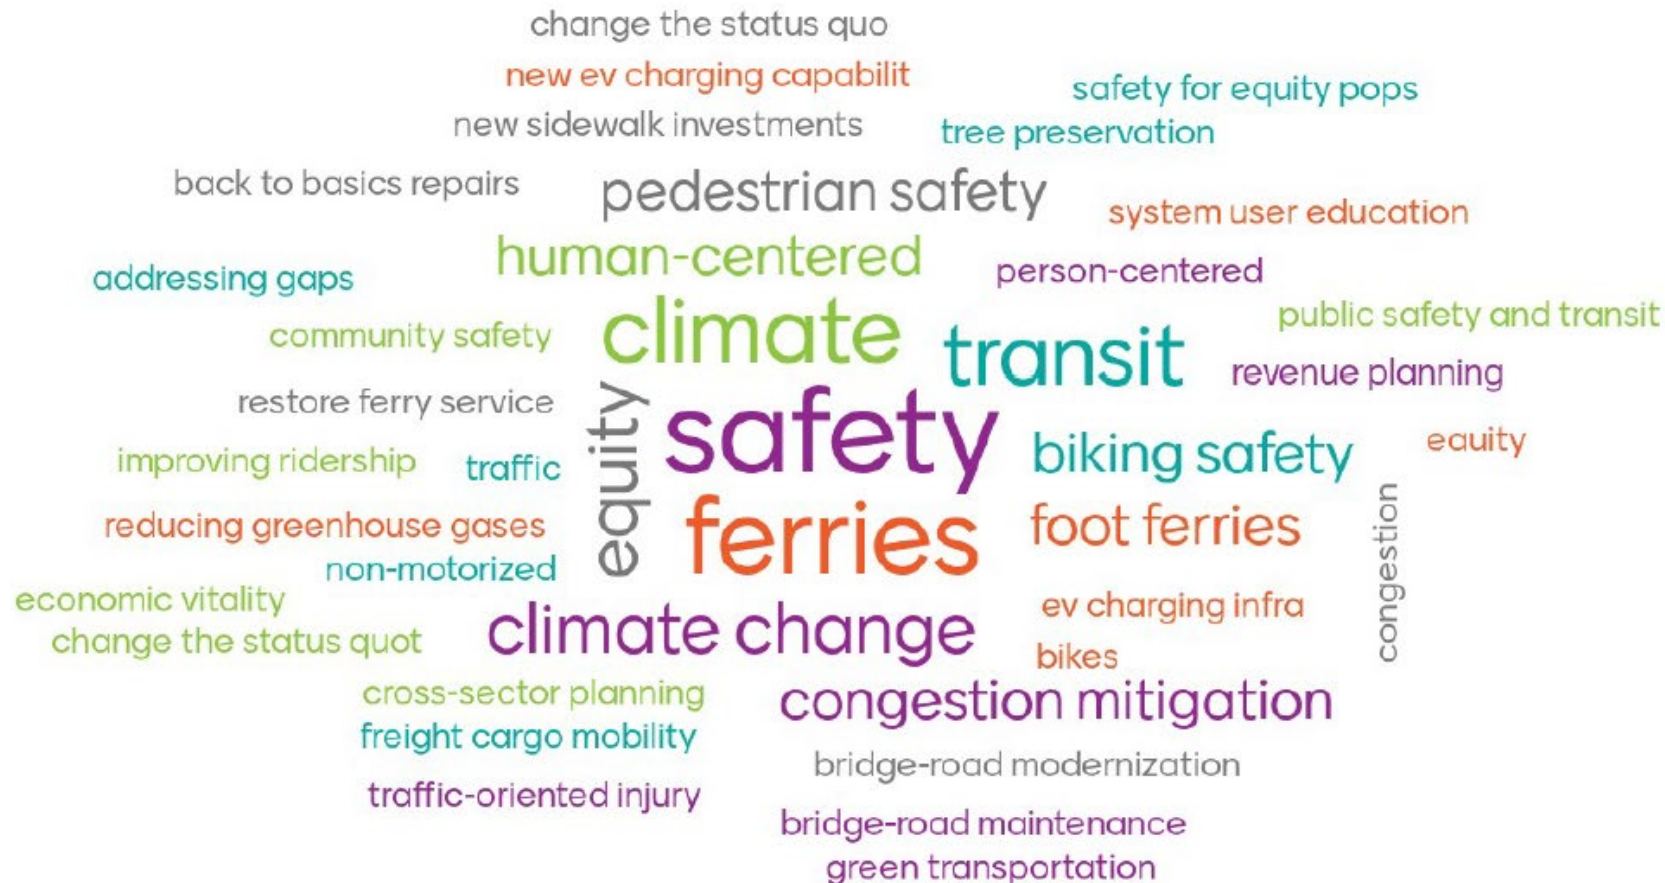 change the status quo
new ev charging capabilit
safety for equity pops
new sidewalk investments
tree preservation
back to basics repairs
pedestrian safety
system user education
human-centered
person-centered
addressing gaps
climate
public safety and transit
community safety
transit
revenue planning
restore ferry service
equity
safety
biking safety
eauity
improving ridership
traffic
reducing greenhouse gases
ferries
foot ferries
congestion
non-motorized
economic vitality
ev charging infra
change the status quot
climate change
bikes
cross-sector planning
congestion mitigation
freight cargo mobility
bridge-road modernization
traffic-oriented injury
bridge-road maintenance
green transportation